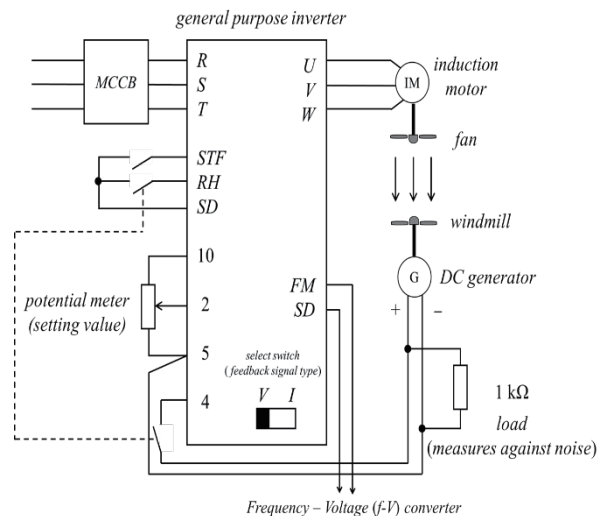 general purpose inverter
MCCB
R
S
T
U
V
W
IM
induction
motor
fan
STF
RH
SD
windmill
10
2
5
4
potential meter
(setting value)
FM
SD
G
DC generator
+
−
select switch
( feedback signal type)
V I
1 kΩ
load
(measures against noise)
Frequency – Voltage (f-V) converter